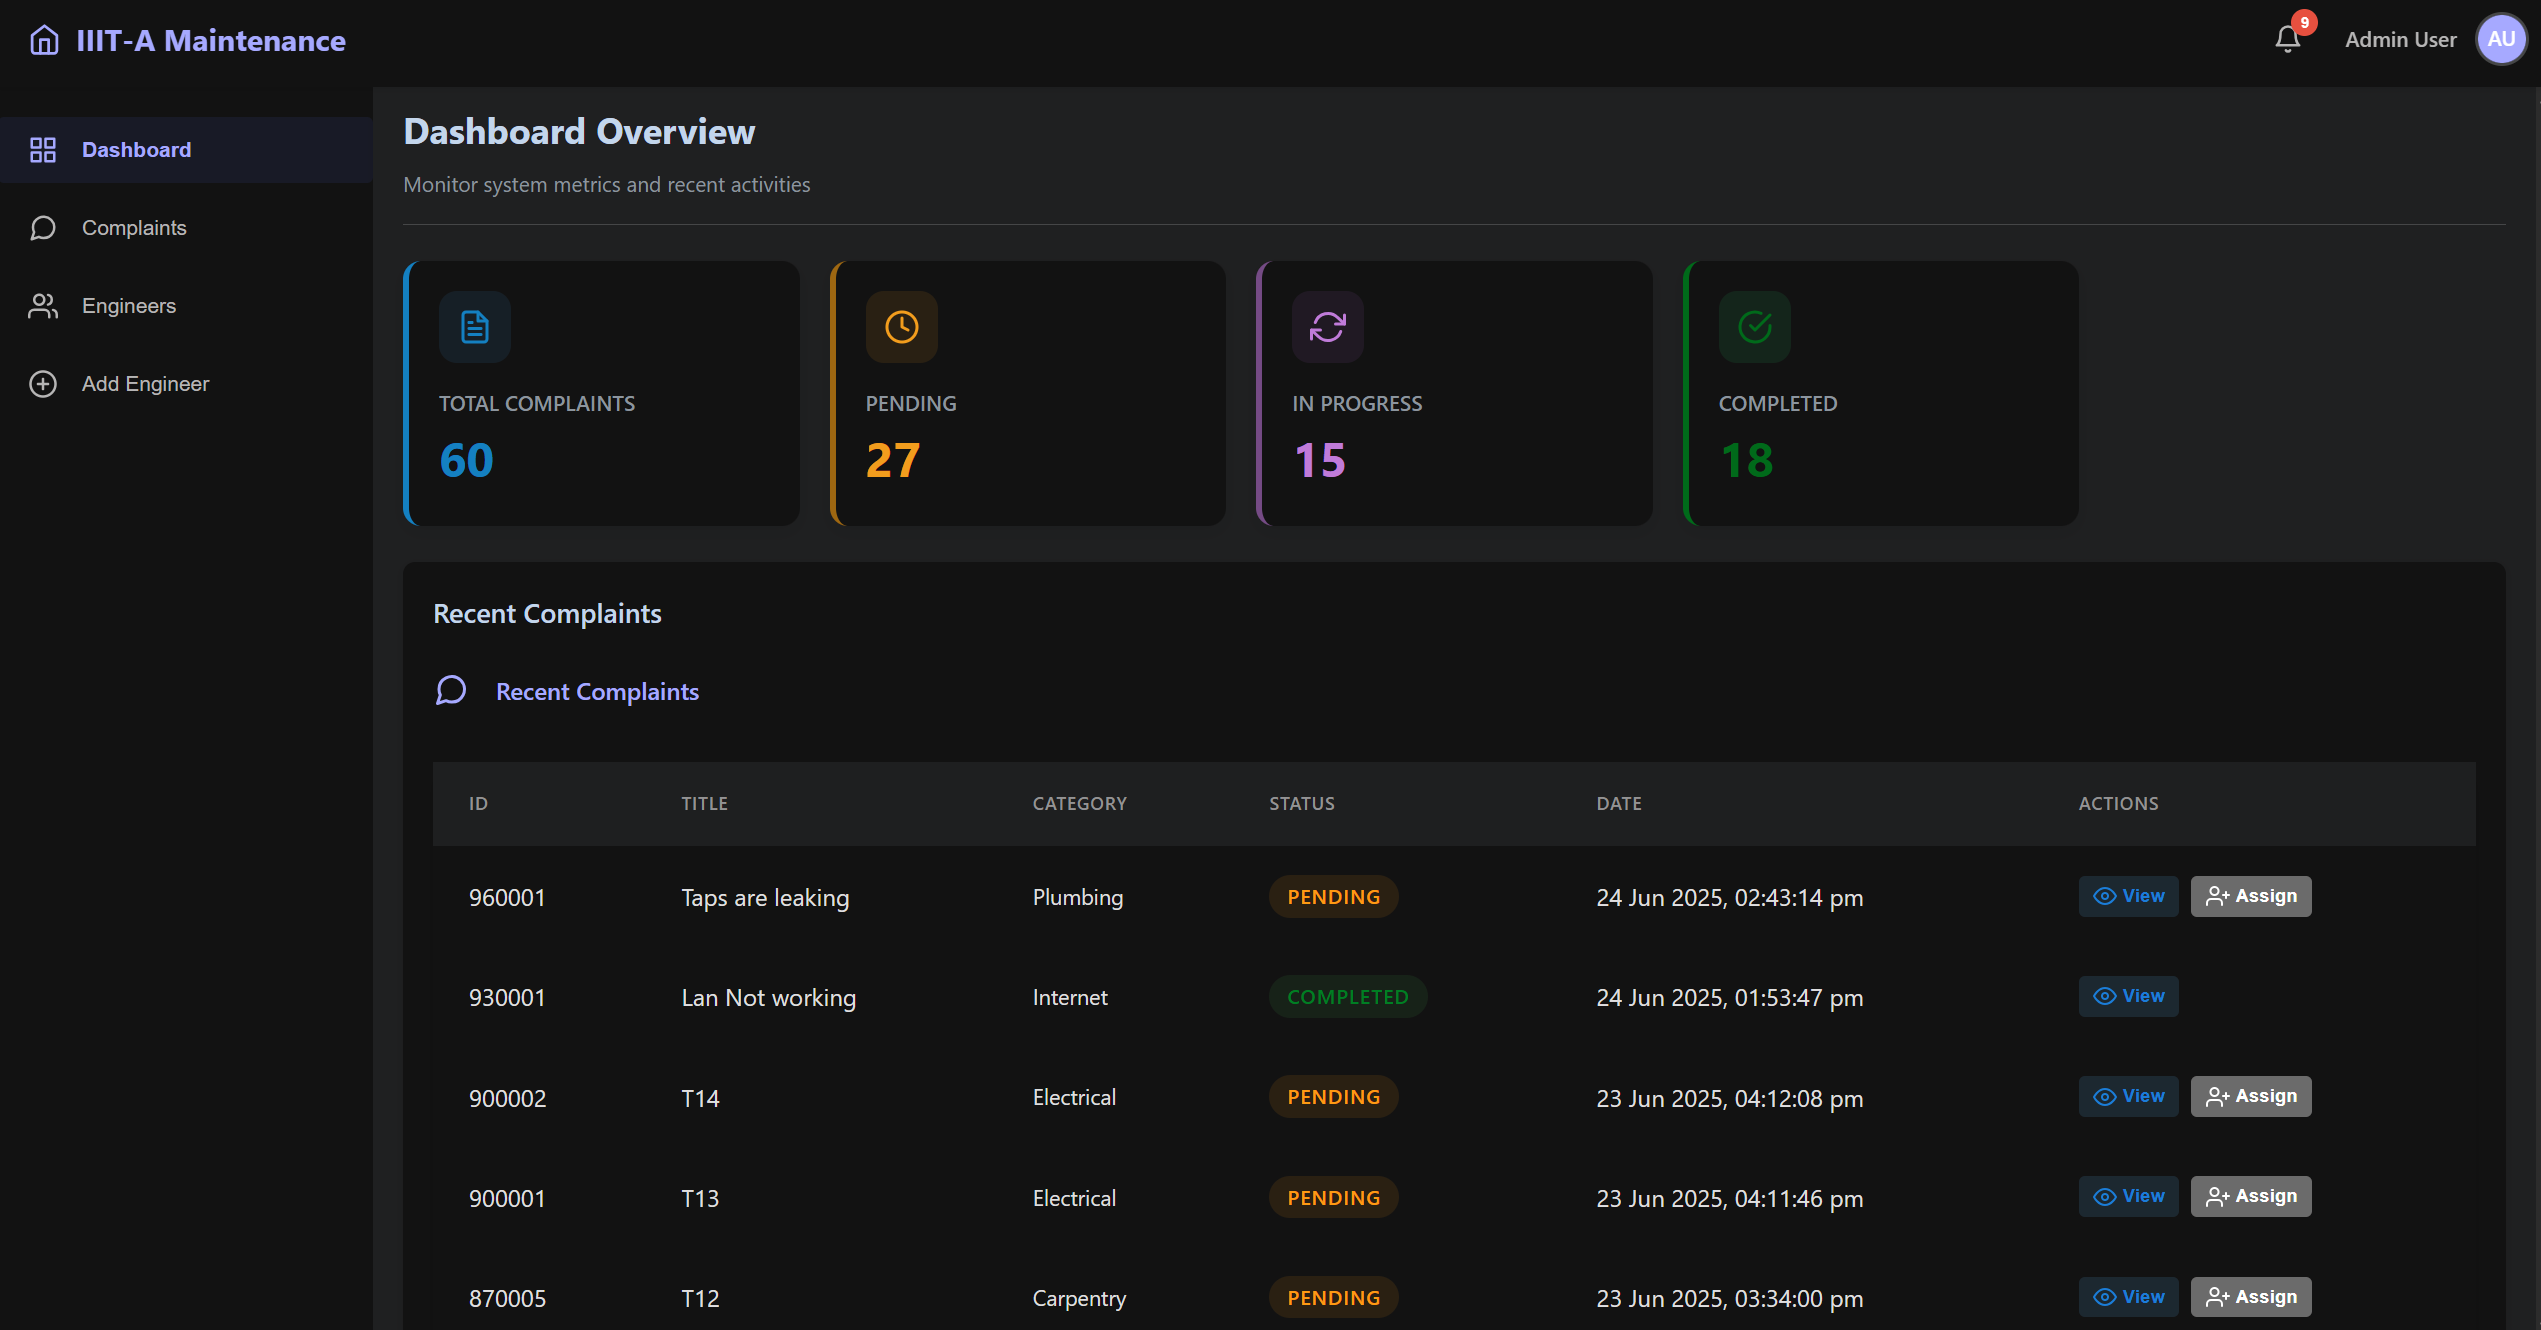 IIIT-A Maintenance
9
Admin User
AU
Dashboard
Complaints
Engineers
Add Engineer
Dashboard Overview
Monitor system metrics and recent activities
TOTAL COMPLAINTS
60
PENDING
27
IN PROGRESS
15
COMPLETED
18
Recent Complaints
Recent Complaints
ID TITLE CATEGORY STATUS DATE ACTIONS
960001 Taps are leaking Plumbing PENDING 24 Jun 2025, 02:43:14 pm View Assign
930001 Lan Not working Internet COMPLETED 24 Jun 2025, 01:53:47 pm View
900002 T14 Electrical PENDING 23 Jun 2025, 04:12:08 pm View Assign
900001 T13 Electrical PENDING 23 Jun 2025, 04:11:46 pm View Assign
870005 T12 Carpentry PENDING 23 Jun 2025, 03:34:00 pm View Assign